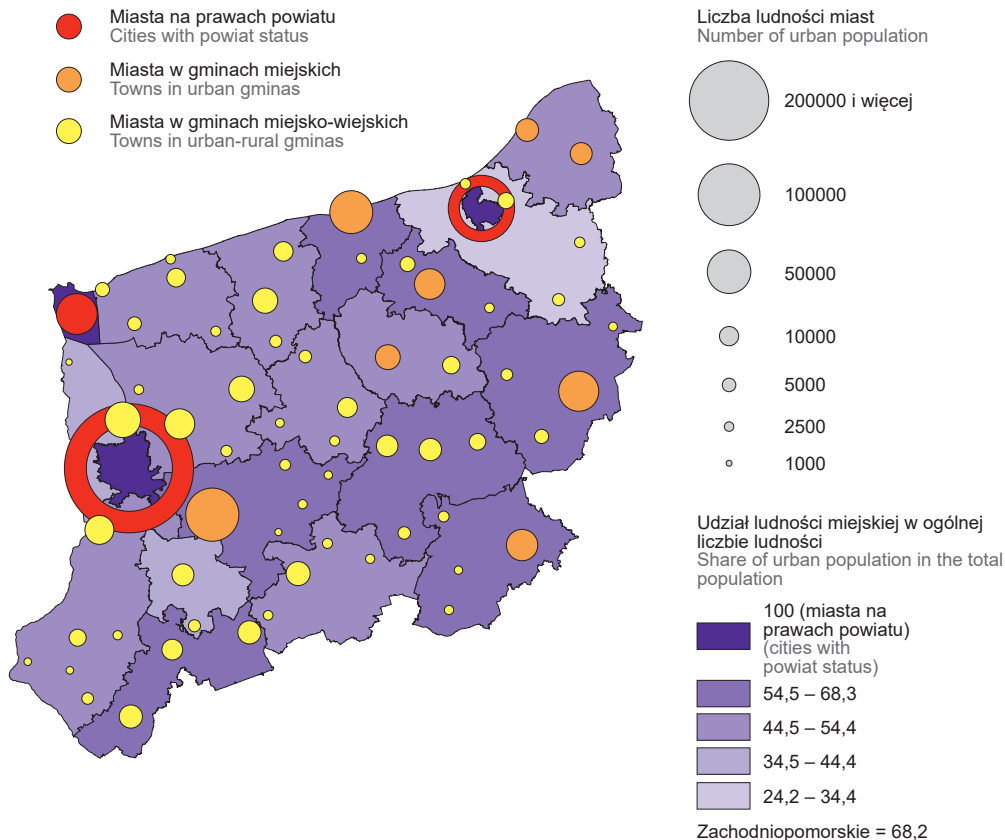 Miasta na prawach powiatu
Cities with powiat status
Miasta w gminach miejskich
Towns in urban gminas
Miasta w gminach miejsko-wiejskich
Towns in urban-rural gminas
Liczba ludności miast
Number of urban population
200000 i więcej
100000
50000
10000
5000
2500
1000
Udział ludności miejskiej w ogólnej
liczbie ludności
Share of urban population in the total
population
100 (miasta na
prawach powiatu)
(cities with
powiat status)
54,5 – 68,3
44,5 – 54,4
34,5 – 44,4
24,2 – 34,4
Zachodniopomorskie = 68,2